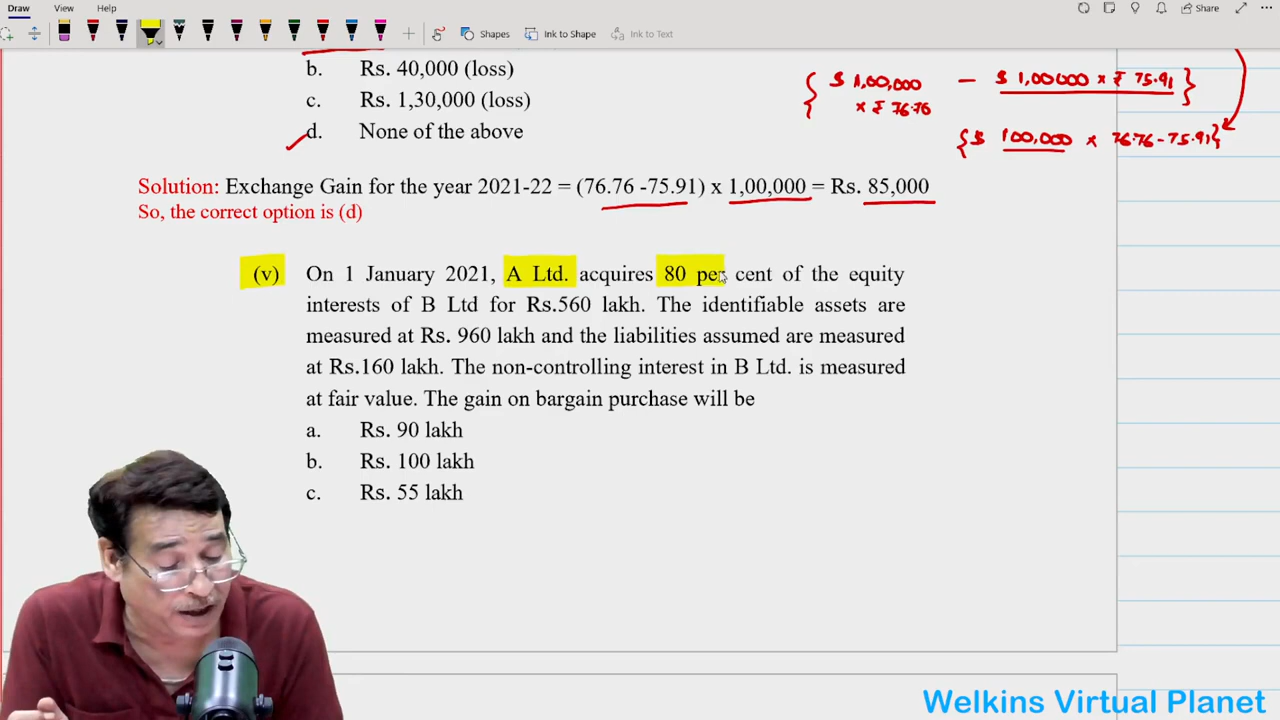 Draw View Help
Share
Shapes Ink to Shape Ink to Text
b. Rs. 40,000 (loss)
c. Rs. 1,30,000 (loss)
d. None of the above
{ $ 1,00,000 – $ 1,00000 × ₹ 75.91 }
× ₹ 76.76
{ $ 100,000 × 76.76-75.91 }
Solution: Exchange Gain for the year 2021-22 = (76.76 -75.91) x 1,00,000 = Rs. 85,000
So, the correct option is (d)
(v) On 1 January 2021, A Ltd. acquires 80 per cent of the equity
interests of B Ltd for Rs.560 lakh. The identifiable assets are
measured at Rs. 960 lakh and the liabilities assumed are measured
at Rs.160 lakh. The non-controlling interest in B Ltd. is measured
at fair value. The gain on bargain purchase will be
a. Rs. 90 lakh
b. Rs. 100 lakh
c. Rs. 55 lakh
Welkins Virtual Planet